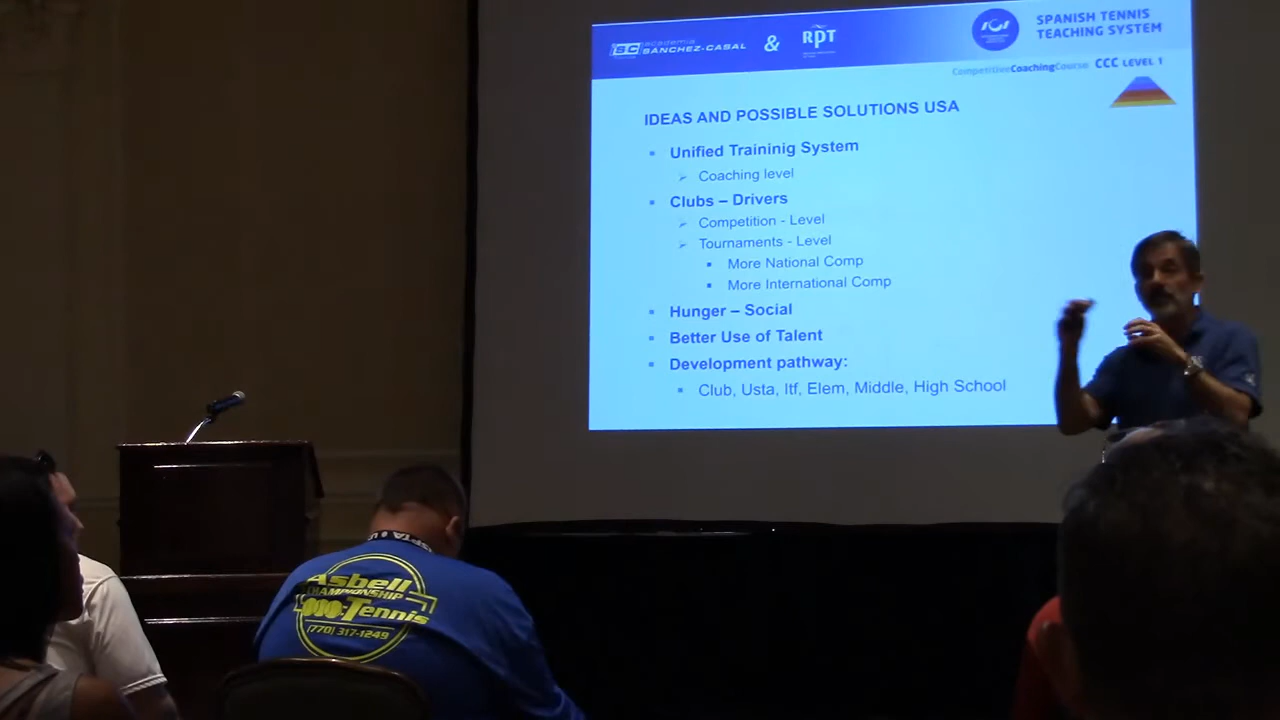 academia
SANCHEZ-CASAL
&
RPT
SPANISH TENNIS
TEACHING SYSTEM
CompetitiveCoachingCourse CCC LEVEL 1
IDEAS AND POSSIBLE SOLUTIONS USA
Unified Traininig System
Coaching level
Clubs – Drivers
Competition - Level
Tournaments - Level
More National Comp
More International Comp
Hunger – Social
Better Use of Talent
Development pathway:
Club, Usta, Itf, Elem, Middle, High School
Asbell
CHAMPIONSHIP
Tennis
(770) 317-1249